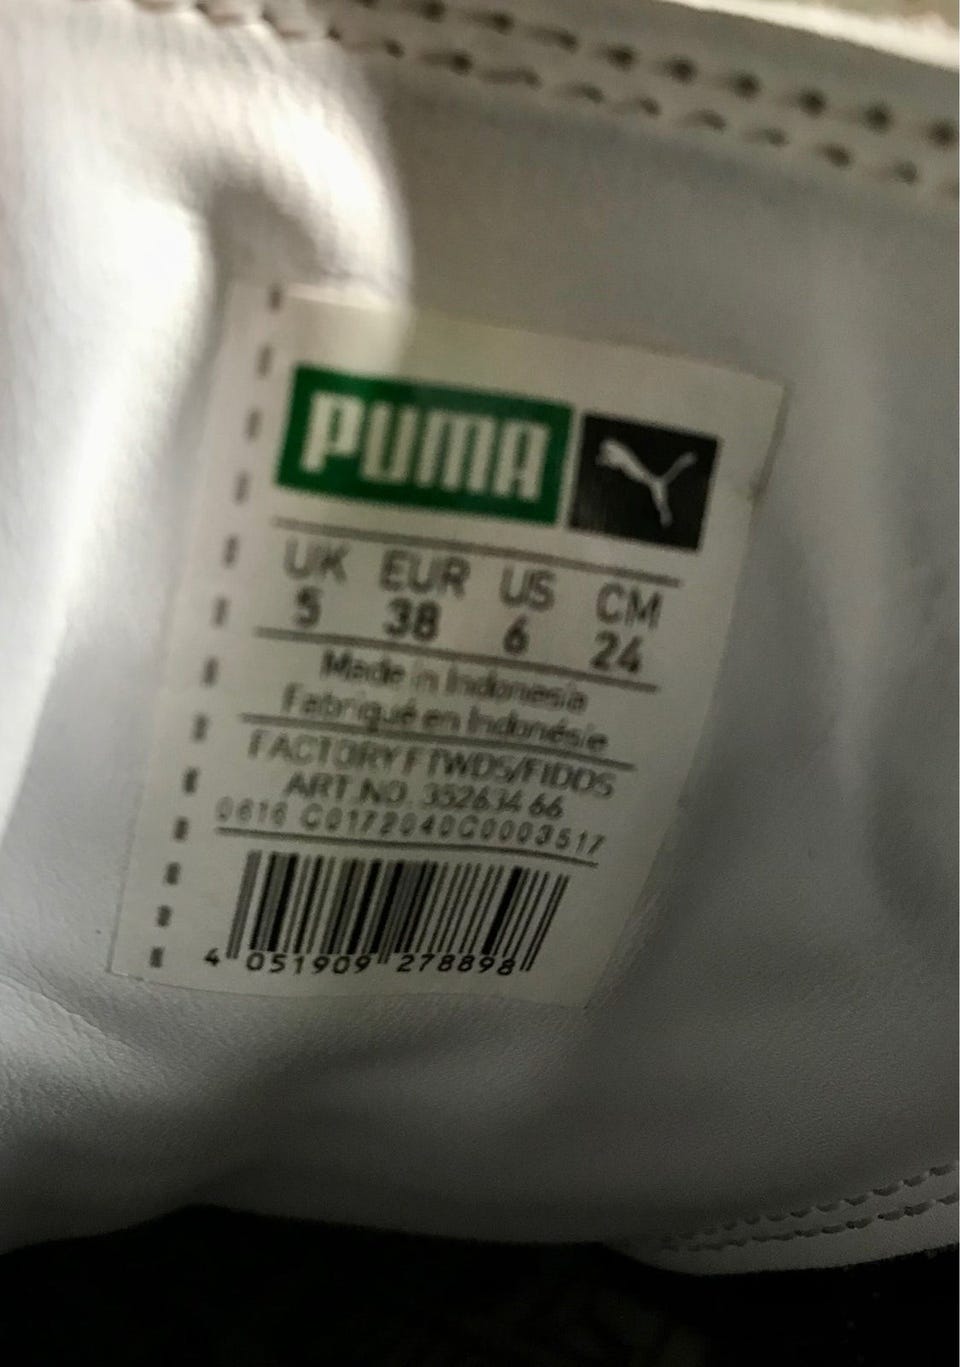 PUMA
UK EUR US CM
5 38 6 24
Made in Indonesia
Fabriqué en Indonésie
FACTORY FTWDS/FIDDS
ART.NO. 352634 66
0616 C0172040C0003517
4 051909 278898